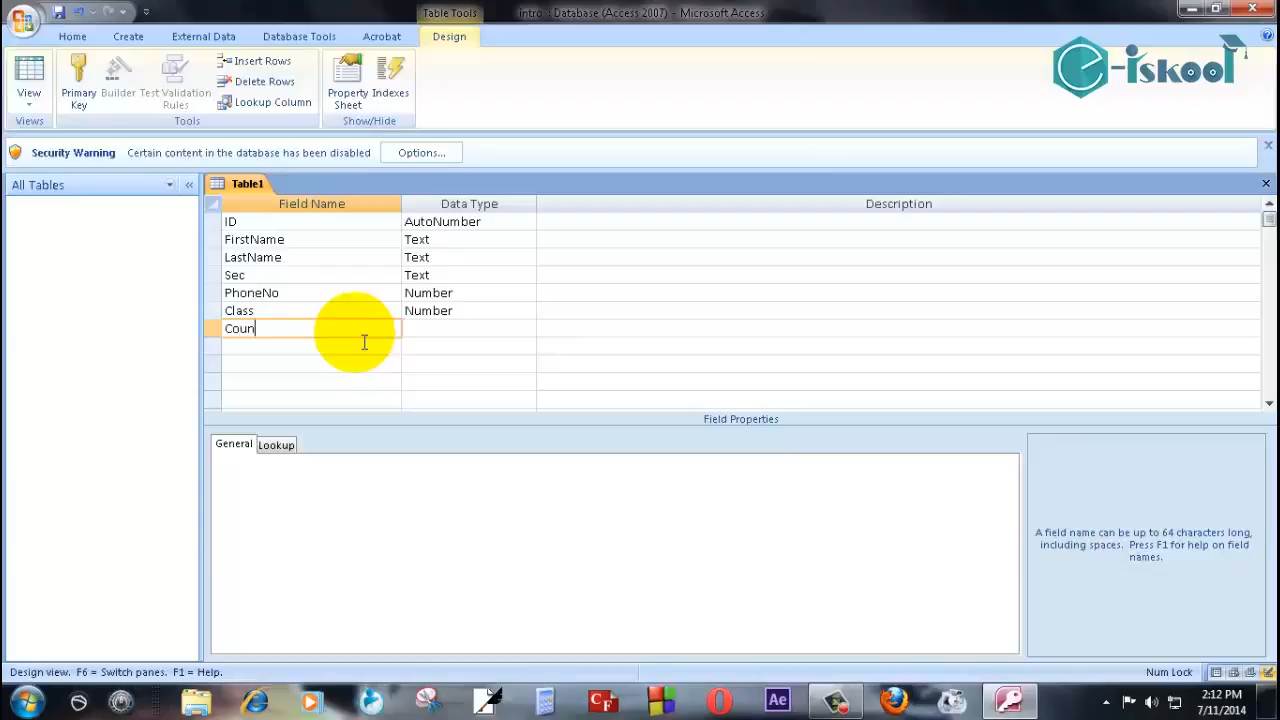 Table Tools
intro : Database (Access 2007) - Microsoft Access
Home Create External Data Database Tools Acrobat Design
View
Views
Primary Key
Builder
Test Validation Rules
Insert Rows
Delete Rows
Lookup Column
Tools
Property Sheet
Indexes
Show/Hide
e-iskool
Security Warning Certain content in the database has been disabled Options...
All Tables
Table1
Field Name Data Type Description
ID AutoNumber
FirstName Text
LastName Text
Sec Text
PhoneNo Number
Class Number
Coun
Field Properties
General Lookup
A field name can be up to 64 characters long,
including spaces. Press F1 for help on field
names.
Design view. F6 = Switch panes. F1 = Help.
Num Lock
CF
Ae
2:12 PM
7/11/2014